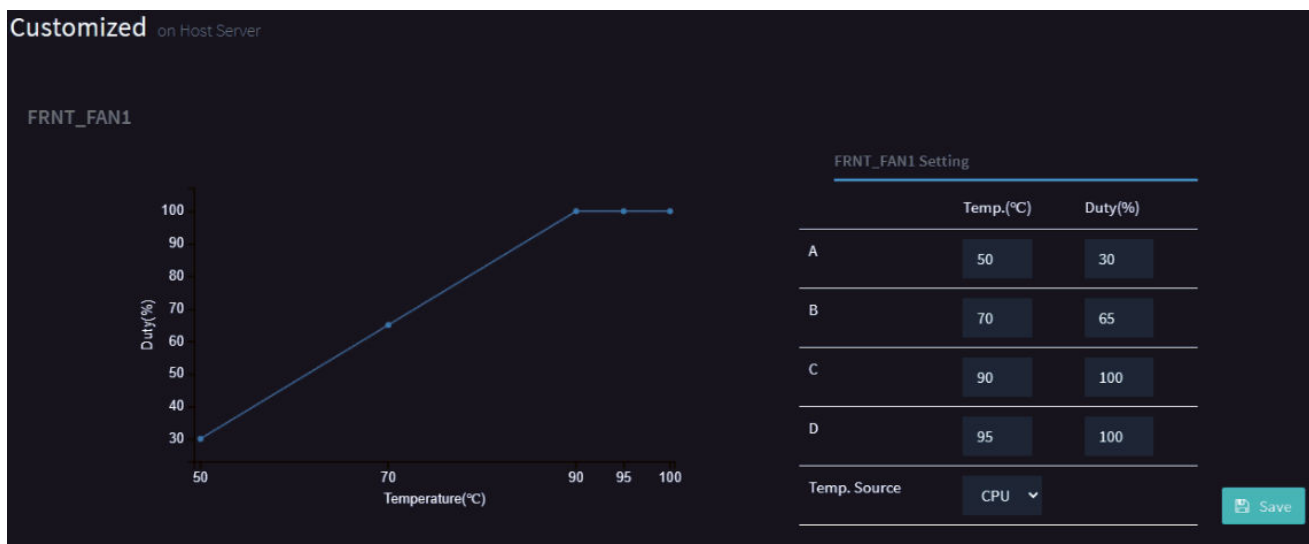 Customized on Host Server
FRNT_FAN1
FRNT_FAN1 Setting
Temp.(°C) Duty(%)
A 50 30
B 70 65
C 90 100
D 95 100
Temp. Source CPU
Save
100
90
80
70
60
50
40
30
Duty(%)
50 70 90 95 100
Temperature(°C)